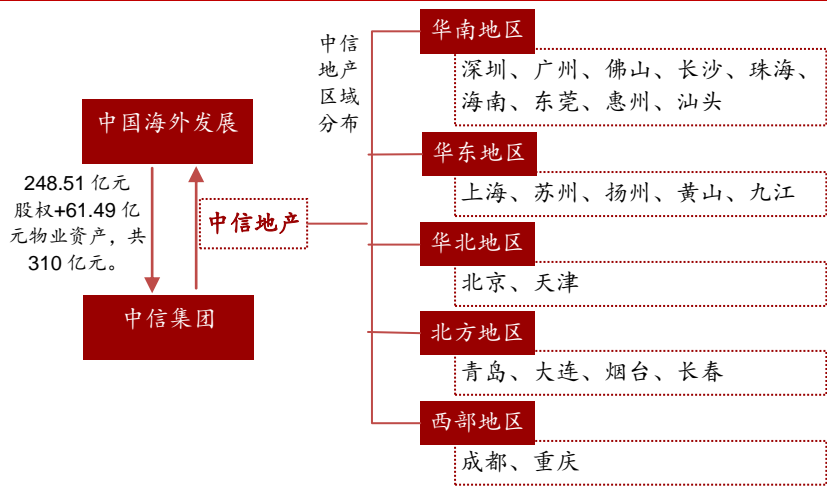 中国海外发展
248.51 亿元
股权+61.49 亿
元物业资产，共
310 亿元。
中信集团
中信地产
中信
地产
区域
分布
华南地区
深圳、广州、佛山、长沙、珠海、
海南、东莞、惠州、汕头
华东地区
上海、苏州、扬州、黄山、九江
华北地区
北京、天津
北方地区
青岛、大连、烟台、长春
西部地区
成都、重庆